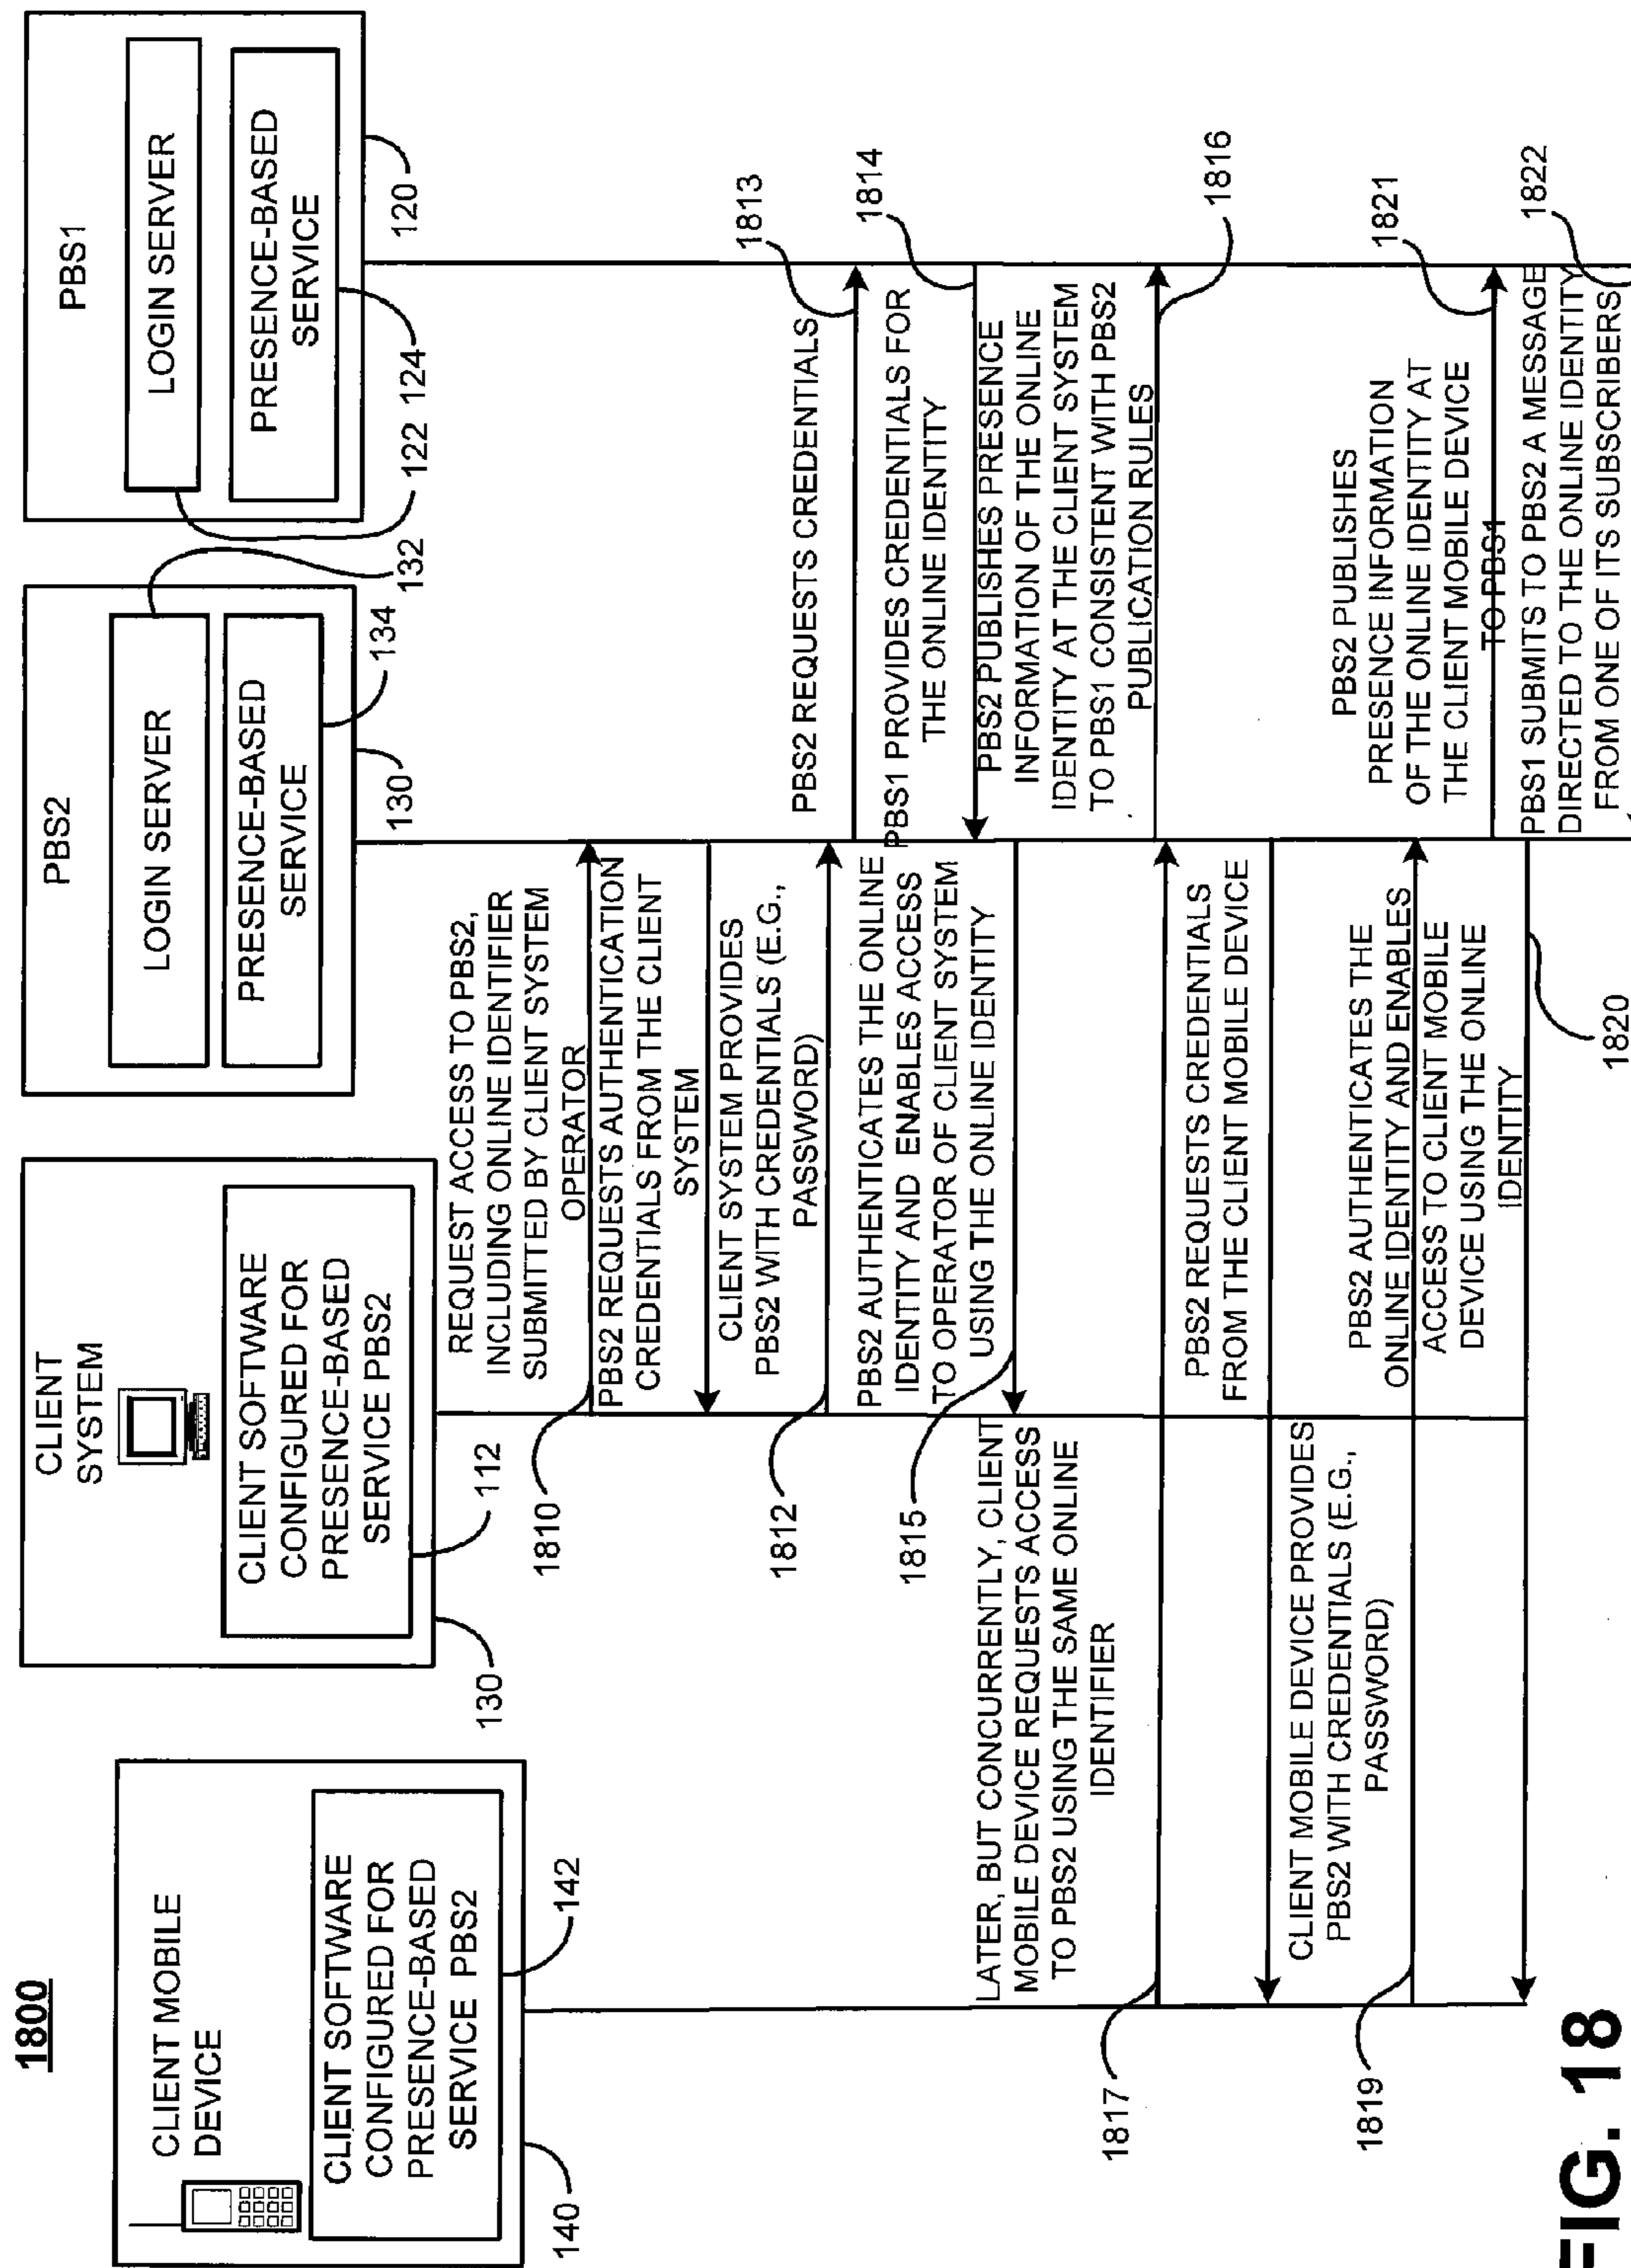 1800
CLIENT MOBILE
DEVICE
CLIENT SOFTWARE
CONFIGURED FOR
PRESENCE-BASED
SERVICE PBS2
142
140
CLIENT
SYSTEM
CLIENT SOFTWARE
CONFIGURED FOR
PRESENCE-BASED
SERVICE PBS2
112
130
PBS2
LOGIN SERVER
PRESENCE-BASED
SERVICE
132
134
130
PBS1
LOGIN SERVER
PRESENCE-BASED
SERVICE
122
124
120
REQUEST ACCESS TO PBS2,
INCLUDING ONLINE IDENTIFIER
SUBMITTED BY CLIENT SYSTEM
OPERATOR
1810
PBS2 REQUESTS AUTHENTICATION
CREDENTIALS FROM THE CLIENT
SYSTEM
CLIENT SYSTEM PROVIDES
PBS2 WITH CREDENTIALS (E.G.,
PASSWORD)
1812
PBS2 REQUESTS CREDENTIALS
1813
PBS1 PROVIDES CREDENTIALS FOR
THE ONLINE IDENTITY
1814
PBS2 AUTHENTICATES THE ONLINE
IDENTITY AND ENABLES ACCESS
TO OPERATOR OF CLIENT SYSTEM
USING THE ONLINE IDENTITY
1815
PBS2 PUBLISHES PRESENCE
INFORMATION OF THE ONLINE
IDENTITY AT THE CLIENT SYSTEM
TO PBS1 CONSISTENT WITH PBS2
PUBLICATION RULES
1816
LATER, BUT CONCURRENTLY, CLIENT
MOBILE DEVICE REQUESTS ACCESS
TO PBS2 USING THE SAME ONLINE
IDENTIFIER
1817
PBS2 REQUESTS CREDENTIALS
FROM THE CLIENT MOBILE DEVICE
CLIENT MOBILE DEVICE PROVIDES
PBS2 WITH CREDENTIALS (E.G.,
PASSWORD)
1819
PBS2 AUTHENTICATES THE
ONLINE IDENTITY AND ENABLES
ACCESS TO CLIENT MOBILE
DEVICE USING THE ONLINE
IDENTITY
1820
PBS2 PUBLISHES
PRESENCE INFORMATION
OF THE ONLINE IDENTITY AT
THE CLIENT MOBILE DEVICE
TO PBS1
1821
PBS1 SUBMITS TO PBS2 A MESSAGE
DIRECTED TO THE ONLINE IDENTITY
FROM ONE OF ITS SUBSCRIBERS
1822
FIG. 18